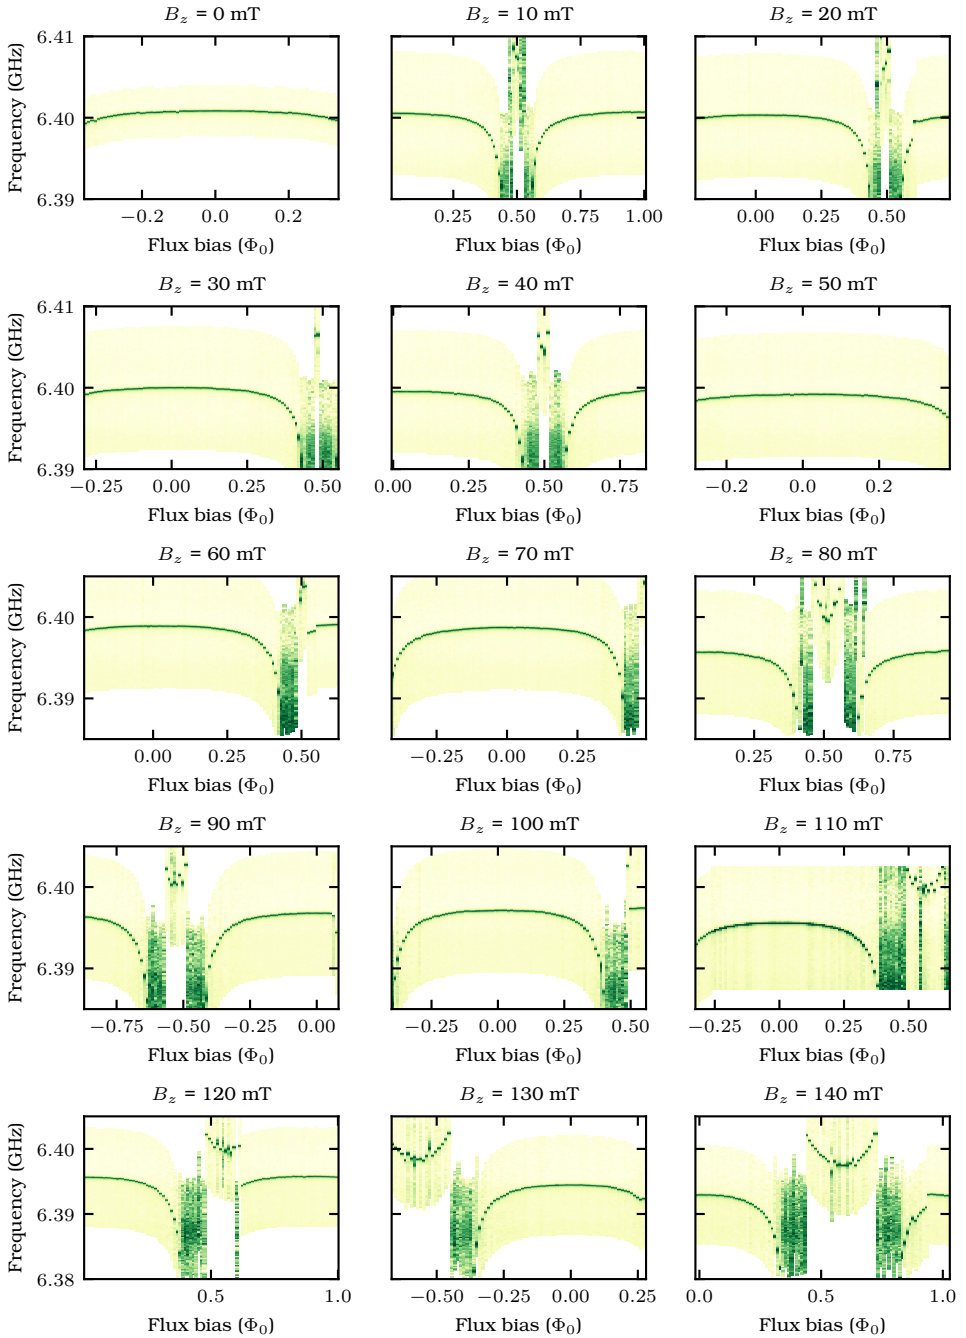 B_z = 0 mT B_z = 10 mT B_z = 20 mT
Frequency (GHz)
6.41
6.40
6.39
−0.2 0.0 0.2 0.25 0.50 0.75 1.00 0.00 0.25 0.50
Flux bias (Φ₀) Flux bias (Φ₀) Flux bias (Φ₀)
B_z = 30 mT B_z = 40 mT B_z = 50 mT
Frequency (GHz)
6.41
6.40
6.39
−0.25 0.00 0.25 0.50 0.00 0.25 0.50 0.75 −0.2 0.0 0.2
Flux bias (Φ₀) Flux bias (Φ₀) Flux bias (Φ₀)
B_z = 60 mT B_z = 70 mT B_z = 80 mT
Frequency (GHz)
6.40
6.39
0.00 0.25 0.50 −0.25 0.00 0.25 0.25 0.50 0.75
Flux bias (Φ₀) Flux bias (Φ₀) Flux bias (Φ₀)
B_z = 90 mT B_z = 100 mT B_z = 110 mT
Frequency (GHz)
6.40
6.39
−0.75 −0.50 −0.25 0.00 −0.25 0.00 0.25 0.50 −0.25 0.00 0.25 0.50
Flux bias (Φ₀) Flux bias (Φ₀) Flux bias (Φ₀)
B_z = 120 mT B_z = 130 mT B_z = 140 mT
Frequency (GHz)
6.40
6.39
6.38
0.5 1.0 −0.50 −0.25 0.00 0.25 0.0 0.5 1.0
Flux bias (Φ₀) Flux bias (Φ₀) Flux bias (Φ₀)